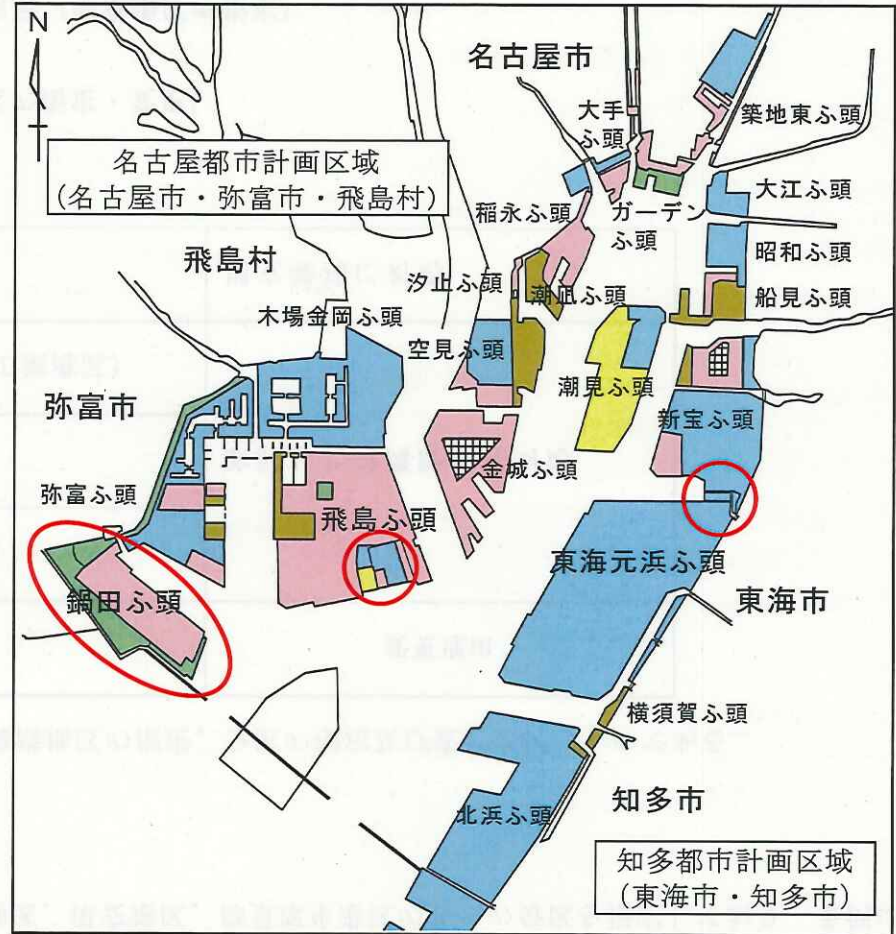 N
名古屋市
大手
ふ頭
築地東ふ頭
名古屋都市計画区域
(名古屋市・弥富市・飛島村)
大江ふ頭
稲永ふ頭
ガーデン
ふ頭
昭和ふ頭
飛島村
汐止ふ頭
潮凪ふ頭
船見ふ頭
木場金岡ふ頭
空見ふ頭
潮見ふ頭
弥富市
新宝ふ頭
金城ふ頭
弥富ふ頭
飛島ふ頭
東海元浜ふ頭
鍋田ふ頭
東海市
横須賀ふ頭
知多市
北浜ふ頭
知多都市計画区域
(東海市・知多市)